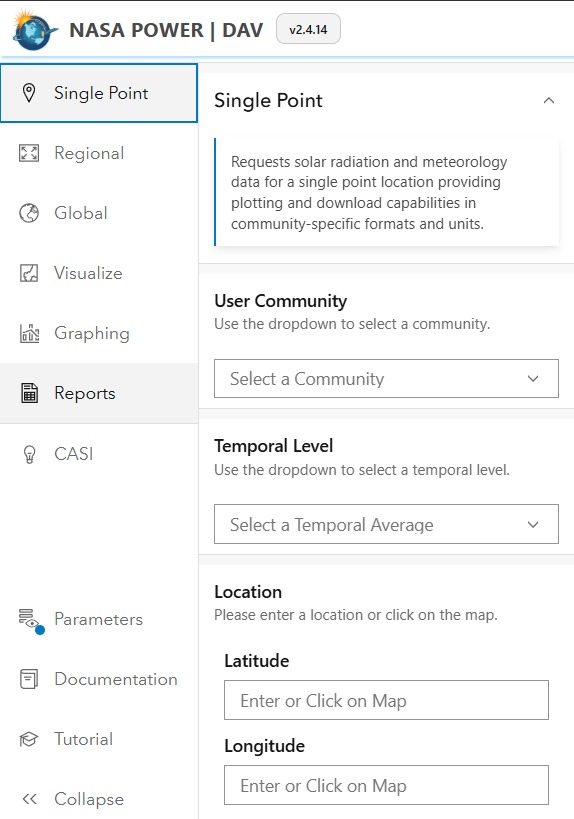 NASA POWER | DAV v2.4.14
Single Point
Regional
Global
Visualize
Graphing
Reports
CASI
Parameters
Documentation
Tutorial
Collapse
Single Point
Requests solar radiation and meteorology
data for a single point location providing
plotting and download capabilities in
community-specific formats and units.
User Community
Use the dropdown to select a community.
Select a Community
Temporal Level
Use the dropdown to select a temporal level.
Select a Temporal Average
Location
Please enter a location or click on the map.
Latitude
Enter or Click on Map
Longitude
Enter or Click on Map